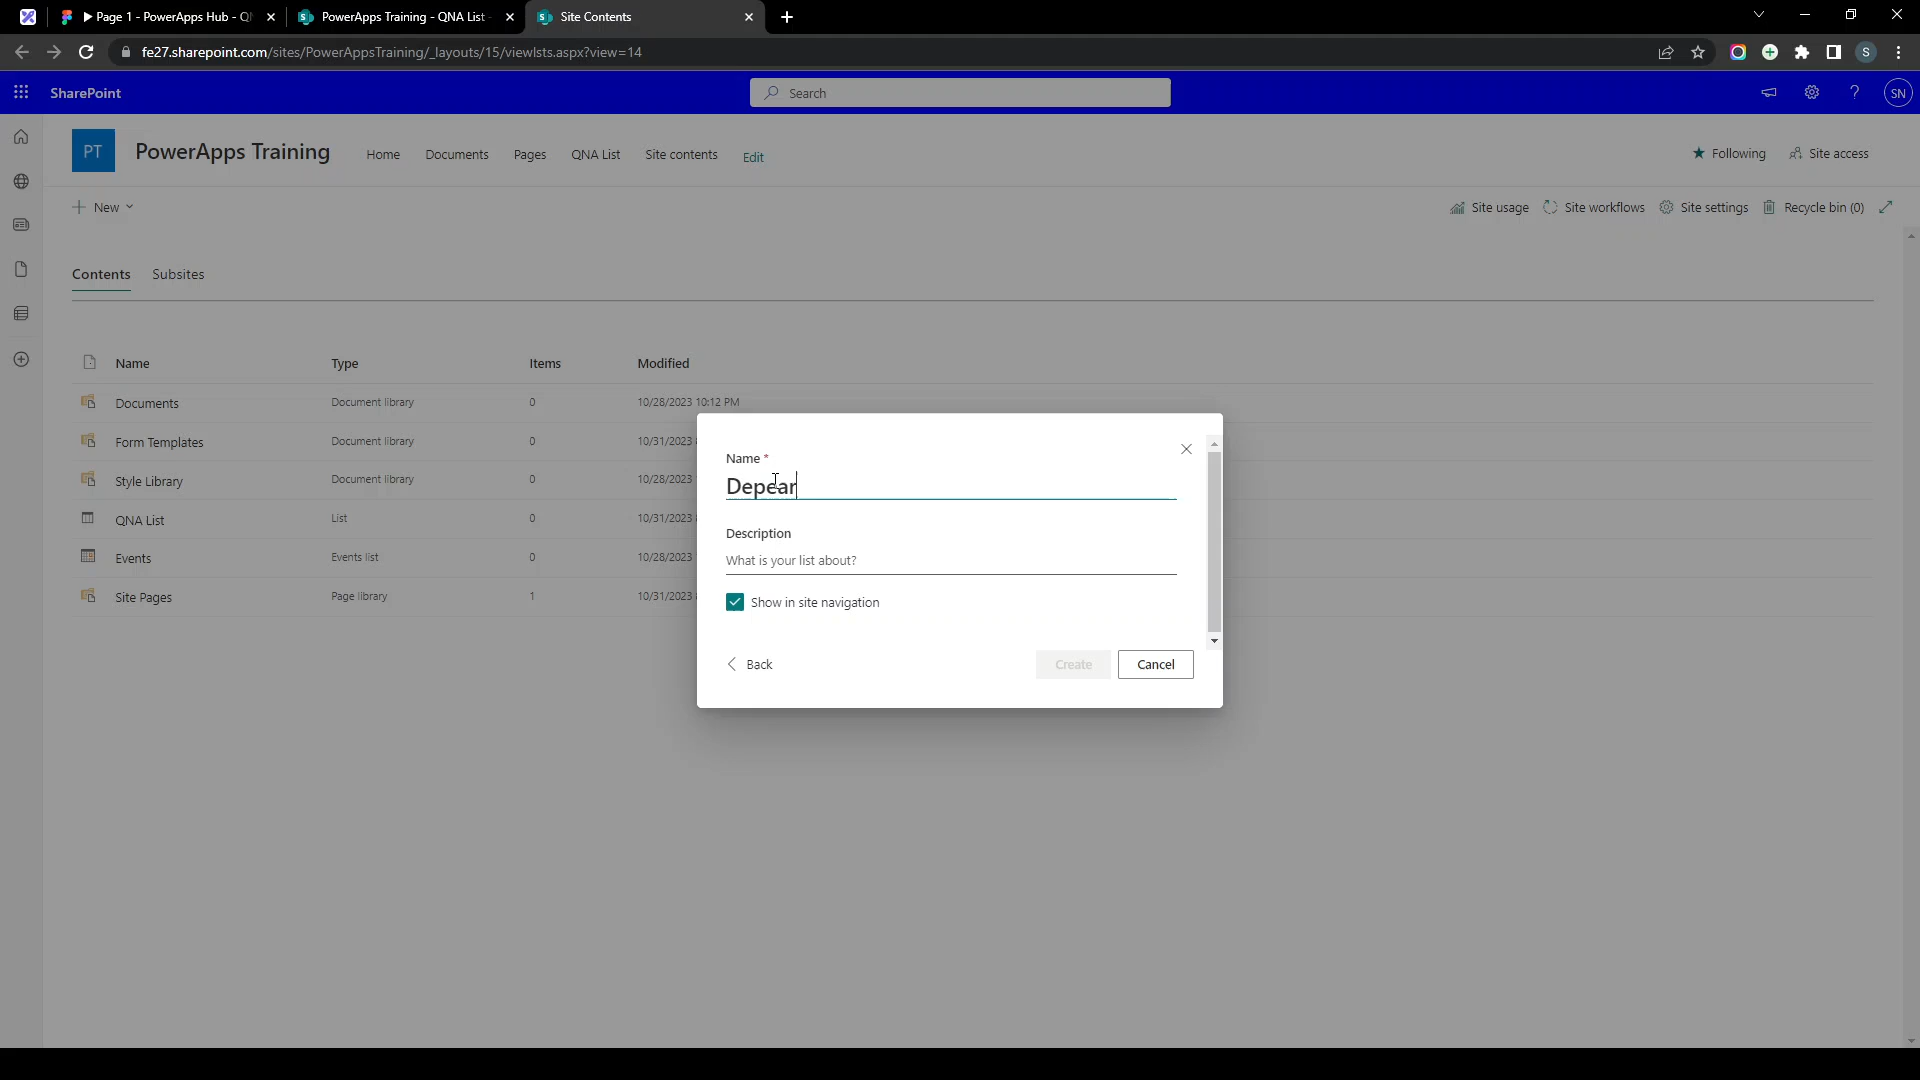 Page 1 - PowerApps Hub - Q
PowerApps Training - QNA List
Site Contents
fe27.sharepoint.com/sites/PowerAppsTraining/_layouts/15/viewlsts.aspx?view=14
S
SharePoint
Search
?
SN
PT
PowerApps Training
Home
Documents
Pages
QNA List
Site contents
Edit
Following
Site access
New
Site usage
Site workflows
Site settings
Recycle bin (0)
Contents
Subsites
Name Type Items Modified
Documents Document library 0 10/28/2023 10:12 PM
Form Templates Document library 0 10/31/2023
Style Library Document library 0 10/28/2023
QNA List List 0 10/31/2023
Events Events list 0 10/28/2023
Site Pages Page library 1 10/31/2023
Name *
Depear
Description
What is your list about?
Show in site navigation
Back
Create
Cancel